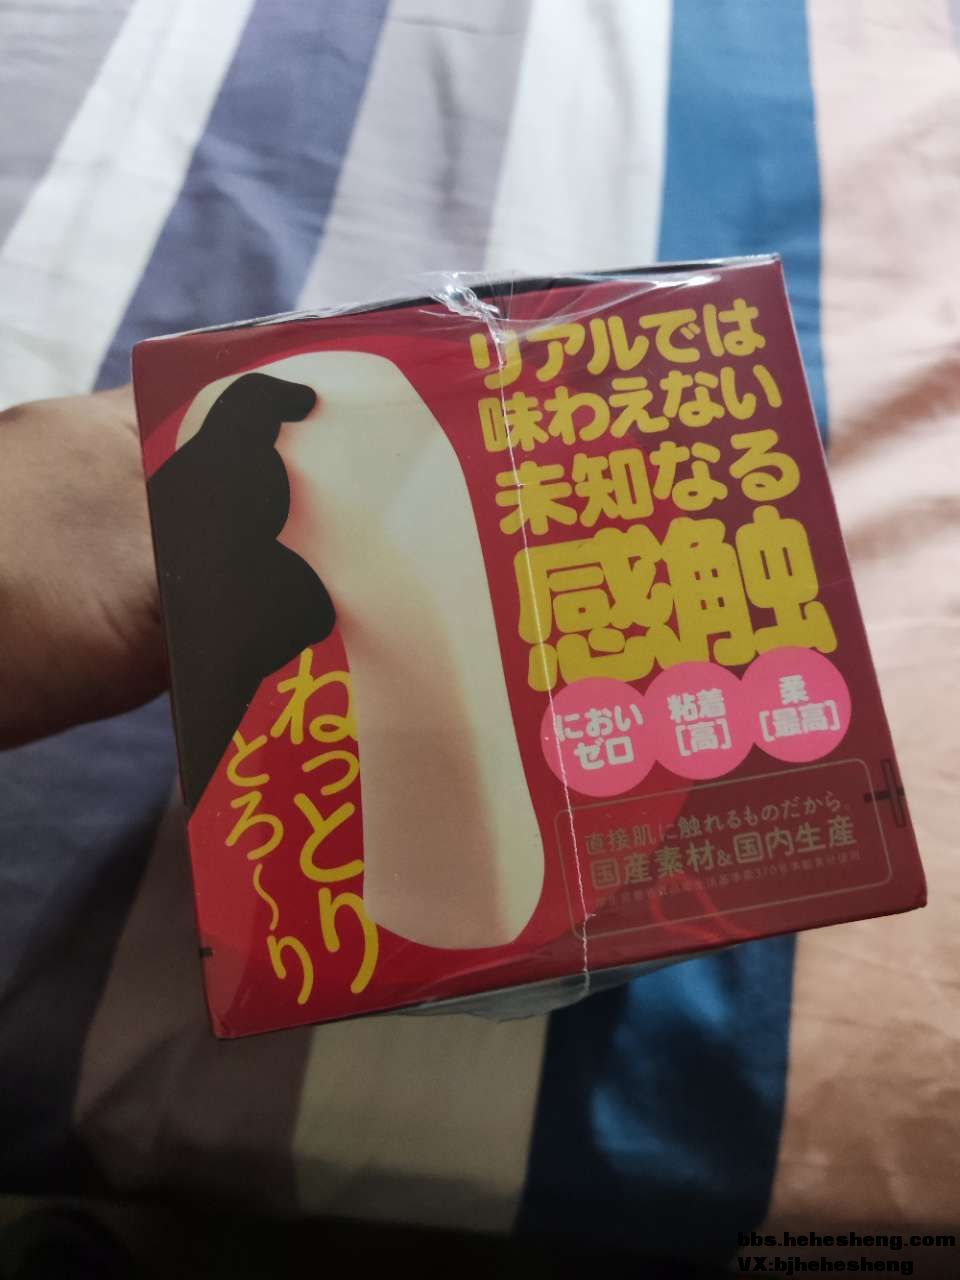 リアルでは
味わえない
未知なる
感触
におい
ゼロ
粘着
[高]
柔
[最高]
ねっとり
とろ〜り
直接肌に触れるものだから。
国産素材&国内生産
bbs.hehesheng.com
VX:bjhehesheng